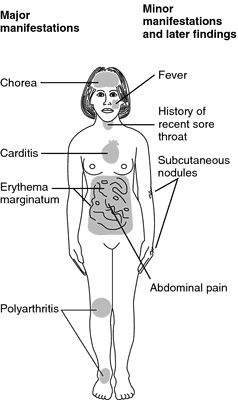 Major
manifestations
Minor
manifestations
and later findings
Chorea
Fever
History of
recent sore
throat
Carditis
Subcutaneous
nodules
Erythema
marginatum
Abdominal pain
Polyarthritis